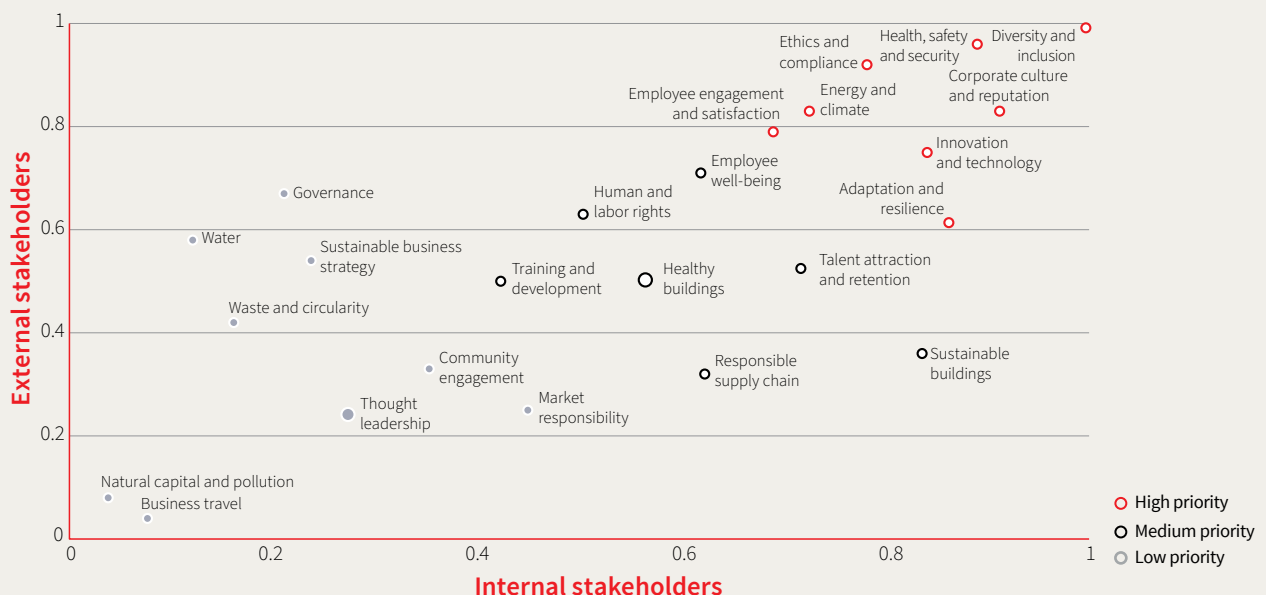 External stakeholders
1
0.8
0.6
0.4
0.2
0
Ethics and
compliance
Health, safety
and security
Diversity and
inclusion
Corporate culture
and reputation
Employee engagement
and satisfaction
Energy and
climate
Innovation
and technology
Employee
well-being
Adaptation and
resilience
Human and
labor rights
Governance
Water
Sustainable business
strategy
Training and
development
Healthy
buildings
Talent attraction
and retention
Waste and circularity
Community
engagement
Responsible
supply chain
Sustainable
buildings
Thought
leadership
Market
responsibility
Natural capital and pollution
Business travel
0
0.2
0.4
0.6
0.8
1
Internal stakeholders
High priority
Medium priority
Low priority